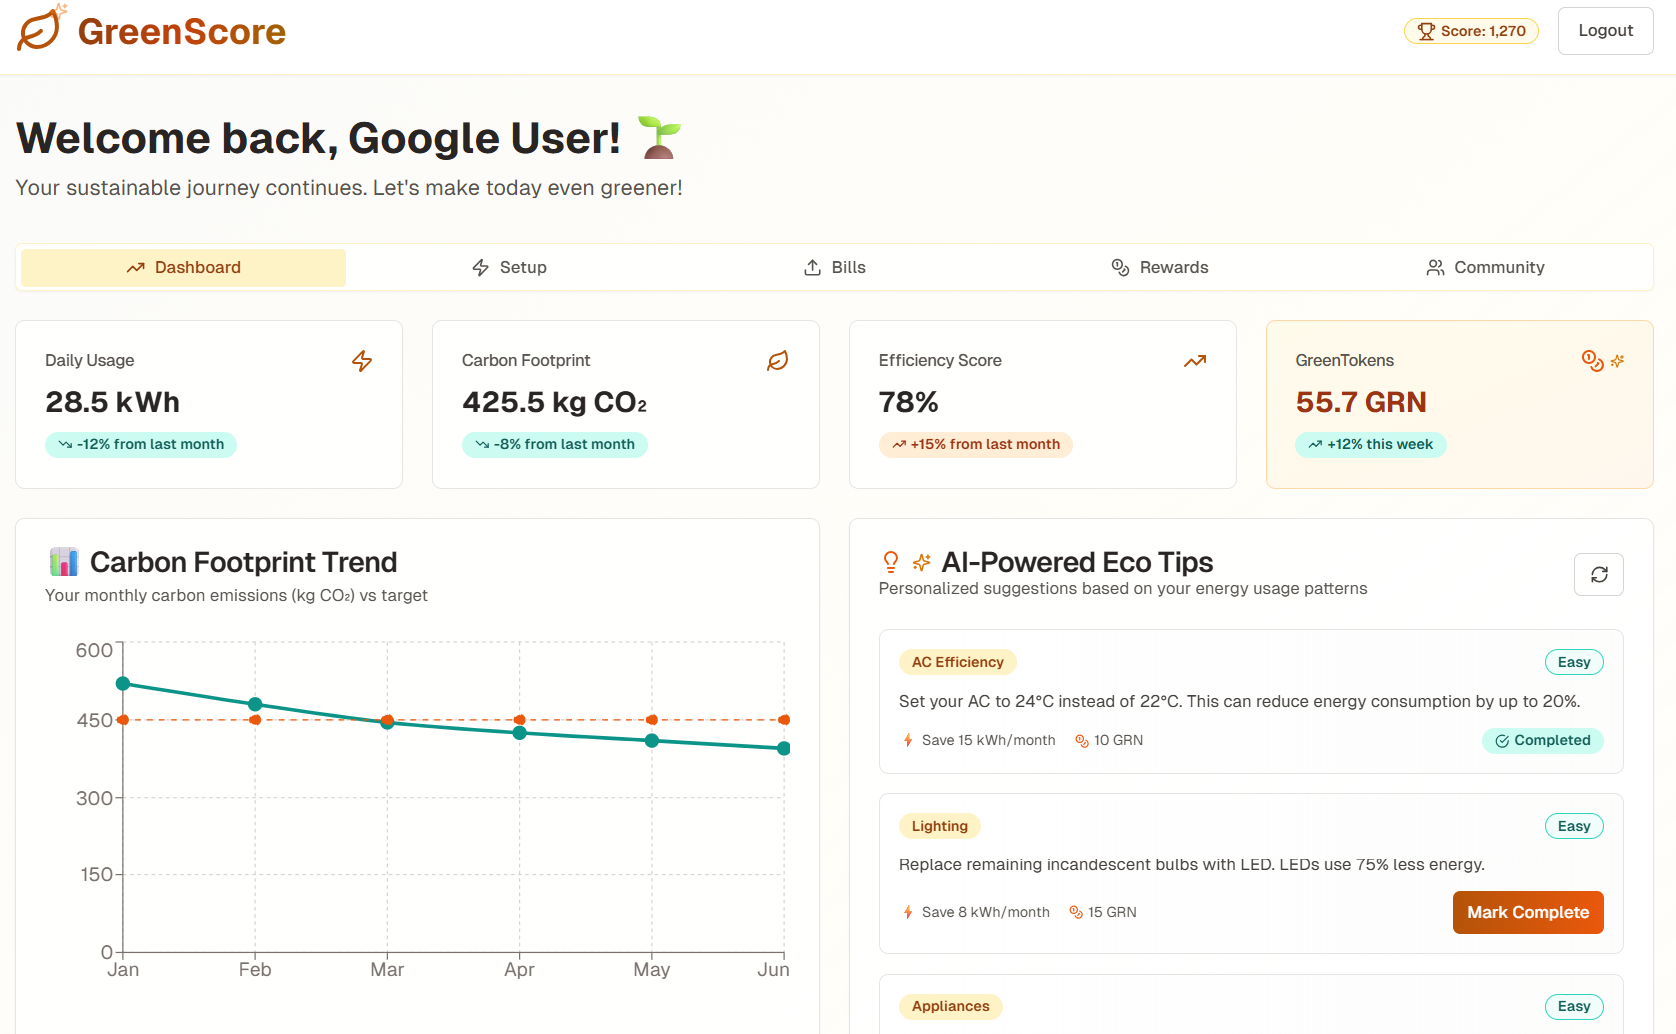 GreenScore
Score: 1,270
Logout
Welcome back, Google User!
Your sustainable journey continues. Let's make today even greener!
Dashboard
Setup
Bills
Rewards
Community
Daily Usage
28.5 kWh
-12% from last month
Carbon Footprint
425.5 kg CO₂
-8% from last month
Efficiency Score
78%
+15% from last month
GreenTokens
55.7 GRN
+12% this week
Carbon Footprint Trend
Your monthly carbon emissions (kg CO₂) vs target
600
450
300
150
0
Jan Feb Mar Apr May Jun
AI-Powered Eco Tips
Personalized suggestions based on your energy usage patterns
AC Efficiency
Easy
Set your AC to 24°C instead of 22°C. This can reduce energy consumption by up to 20%.
Save 15 kWh/month
10 GRN
Completed
Lighting
Easy
Replace remaining incandescent bulbs with LED. LEDs use 75% less energy.
Save 8 kWh/month
15 GRN
Mark Complete
Appliances
Easy